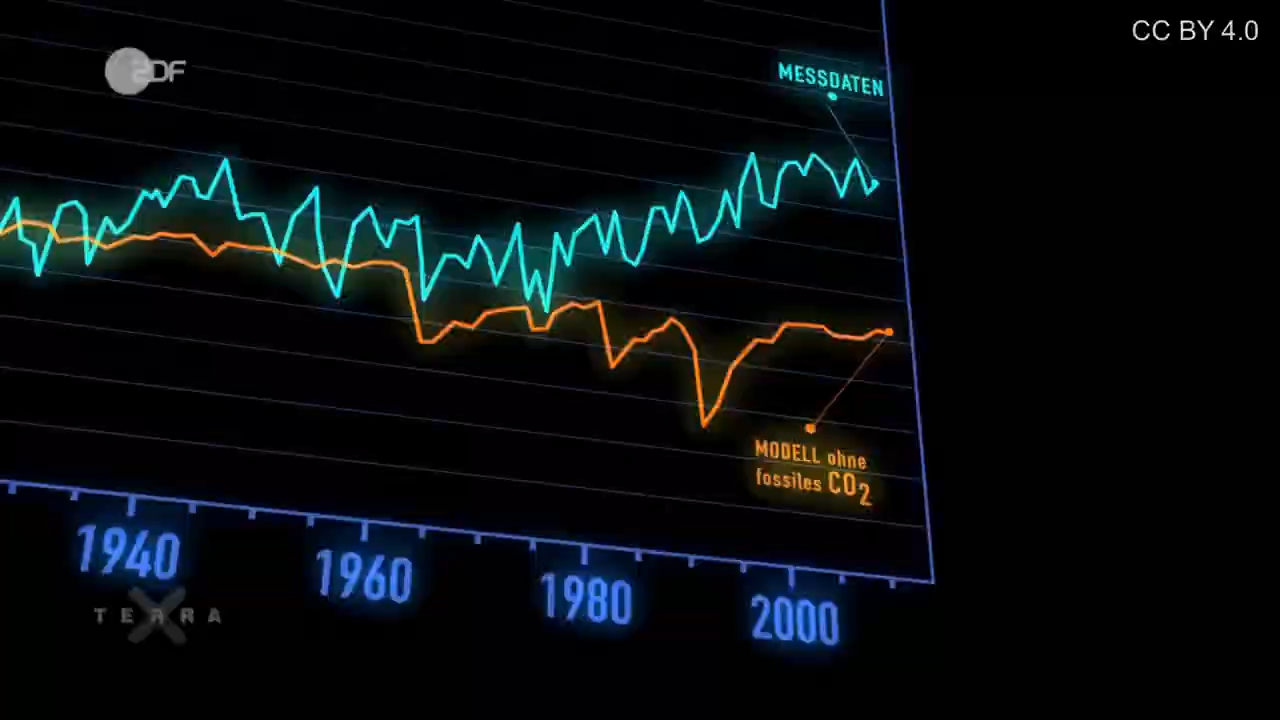 CC BY 4.0
ZDF
MESSDATEN
MODELL ohne
fossiles CO2
1940
1960
1980
2000
TERRA X